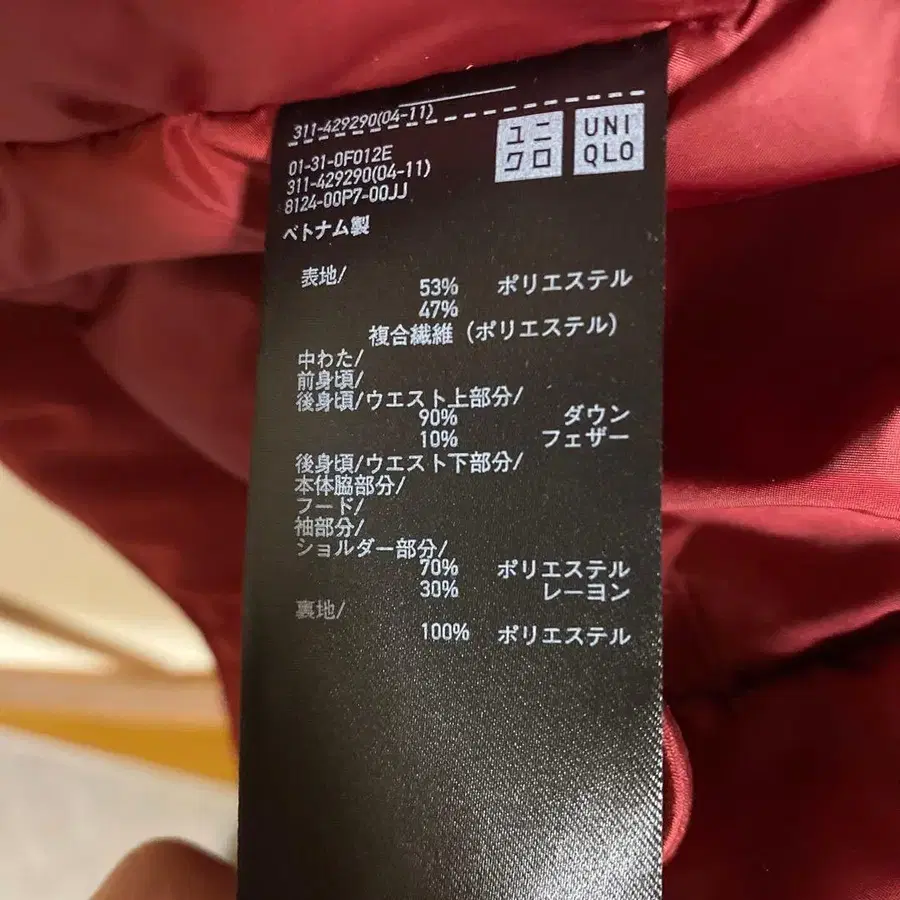 311-429290(04-11)
ユニ
クロ
UNI
QLO
01-31-0F012E
311-429290(04-11)
8124-00P7-00JJ
ベトナム製
表地/
53% ポリエステル
47%
複合繊維(ポリエステル)
中わた/
前身頃/
後身頃/ウエスト上部分/
90% ダウン
10% フェザー
後身頃/ウエスト下部分/
本体脇部分/
フード/
袖部分/
ショルダー部分/
70% ポリエステル
30% レーヨン
裏地/
100% ポリエステル